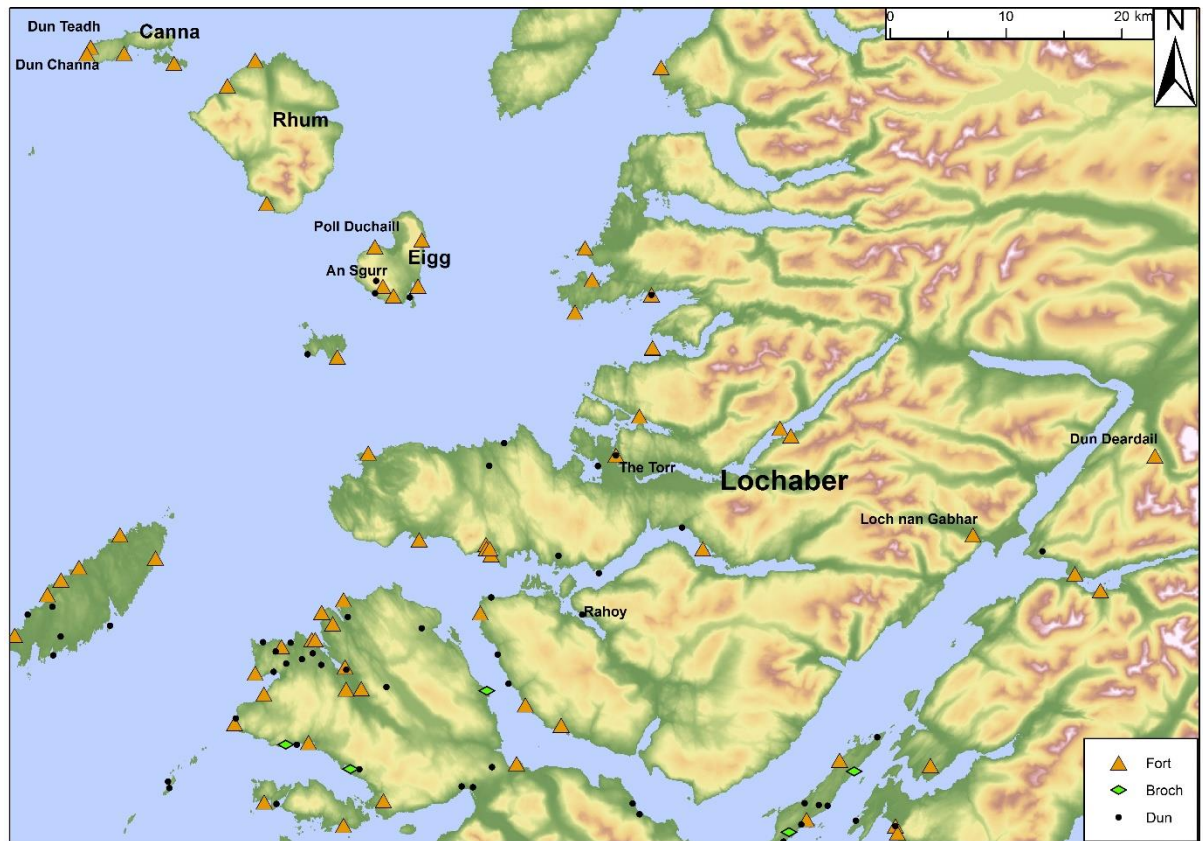 Dun Teadh
Canna
Dun Channa
0 10 20 km
N
Rhum
Poll Duchaill
Eigg
An Sgurr
Dun Deardail
The Torr
Lochaber
Loch nan Gabhar
Rahoy
Fort
Broch
Dun